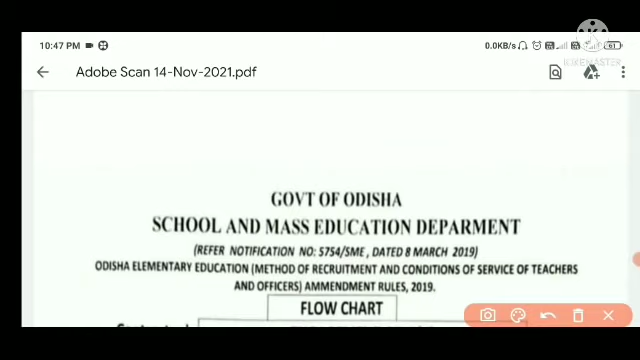 10:47 PM
0.0KB/s
61
KINEMASTER
Adobe Scan 14-Nov-2021.pdf
GOVT OF ODISHA
SCHOOL AND MASS EDUCATION DEPARMENT
(REFER NOTIFICATION NO: 5754/SME, DATED 8 MARCH 2019)
ODISHA ELEMENTARY EDUCATION (METHOD OF RECRUITMENT AND CONDITIONS OF SERVICE OF TEACHERS
AND OFFICERS) AMMENDMENT RULES, 2019.
FLOW CHART